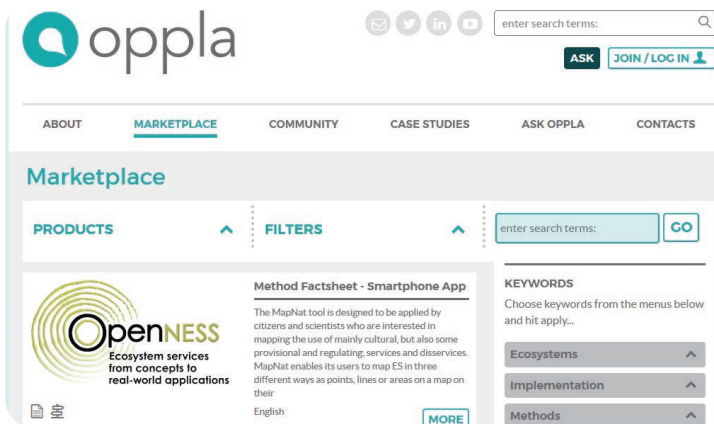 oppla
enter search terms:
ASK
JOIN / LOG IN
ABOUT
MARKETPLACE
COMMUNITY
CASE STUDIES
ASK OPPLA
CONTACTS
Marketplace
PRODUCTS
FILTERS
enter search terms:
GO
OpenNESS
Ecosystem services
from concepts to
real-world applications
Method Factsheet - Smartphone App
The MapNat tool is designed to be applied by
citizens and scientists who are interested in
mapping the use of mainly cultural, but also some
provisional and regulating, services and disservices.
MapNat enables its users to map ES in three
different ways as points, lines or areas on a map on
their
English
MORE
KEYWORDS
Choose keywords from the menus below
and hit apply...
Ecosystems
Implementation
Methods